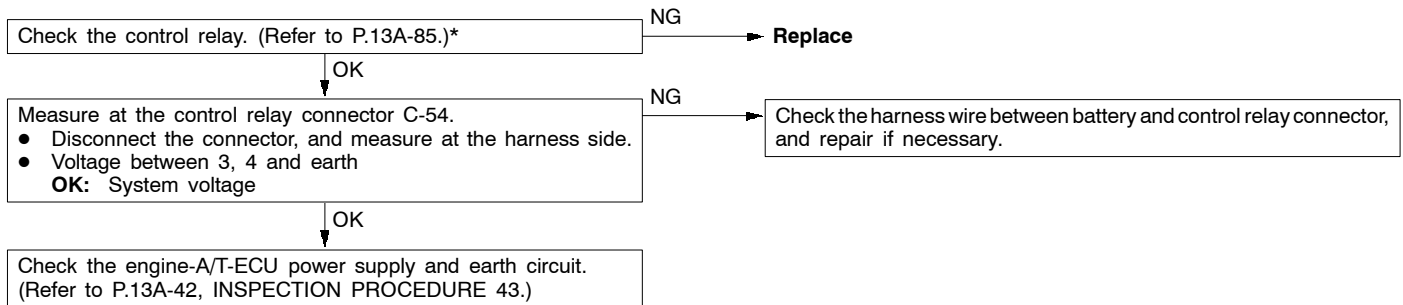 Check the control relay. (Refer to P.13A-85.)*
NG
Replace
OK
Measure at the control relay connector C-54.
● Disconnect the connector, and measure at the harness side.
● Voltage between 3, 4 and earth
OK: System voltage
NG
Check the harness wire between battery and control relay connector,
and repair if necessary.
OK
Check the engine-A/T-ECU power supply and earth circuit.
(Refer to P.13A-42, INSPECTION PROCEDURE 43.)